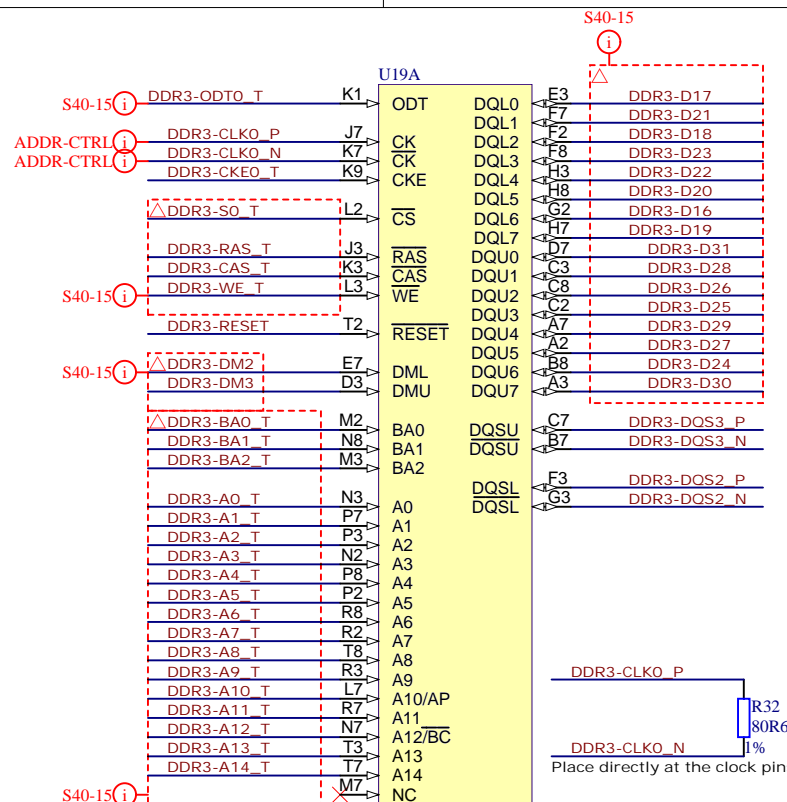 S40-15
i
U19A
S40-15 i DDR3-ODT0_T K1 ODT DQL0 E3 DDR3-D17
DQL1 F7 DDR3-D21
ADDR-CTRL i DDR3-CLK0_P J7 CK DQL2 F2 DDR3-D18
ADDR-CTRL i DDR3-CLK0_N K7 CK DQL3 F8 DDR3-D23
DDR3-CKE0_T K9 CKE DQL4 H3 DDR3-D22
DQL5 H8 DDR3-D20
DDR3-S0_T L2 CS DQL6 G2 DDR3-D16
DQL7 H7 DDR3-D19
DDR3-RAS_T J3 RAS DQU0 D7 DDR3-D31
DDR3-CAS_T K3 CAS DQU1 C3 DDR3-D28
S40-15 i DDR3-WE_T L3 WE DQU2 C8 DDR3-D26
DQU3 C2 DDR3-D25
DDR3-RESET T2 RESET DQU4 A7 DDR3-D29
DQU5 A2 DDR3-D27
S40-15 i DDR3-DM2 E7 DML DQU6 B8 DDR3-D24
DDR3-DM3 D3 DMU DQU7 A3 DDR3-D30
DDR3-BA0_T M2 BA0 DQSU C7 DDR3-DQS3_P
DDR3-BA1_T N8 BA1 DQSU B7 DDR3-DQS3_N
DDR3-BA2_T M3 BA2
DQSL F3 DDR3-DQS2_P
DDR3-A0_T N3 A0 DQSL G3 DDR3-DQS2_N
DDR3-A1_T P7 A1
DDR3-A2_T P3 A2
DDR3-A3_T N2 A3
DDR3-A4_T P8 A4
DDR3-A5_T P2 A5
DDR3-A6_T R8 A6
DDR3-A7_T R2 A7
DDR3-A8_T T8 A8
DDR3-A9_T R3 A9 DDR3-CLK0_P
DDR3-A10_T L7 A10/AP
DDR3-A11_T R7 A11 R32
DDR3-A12_T N7 A12/BC 80R6
DDR3-A13_T T3 A13 DDR3-CLK0_N 1%
DDR3-A14_T T7 A14 Place directly at the clock pin
S40-15 i M7 NC